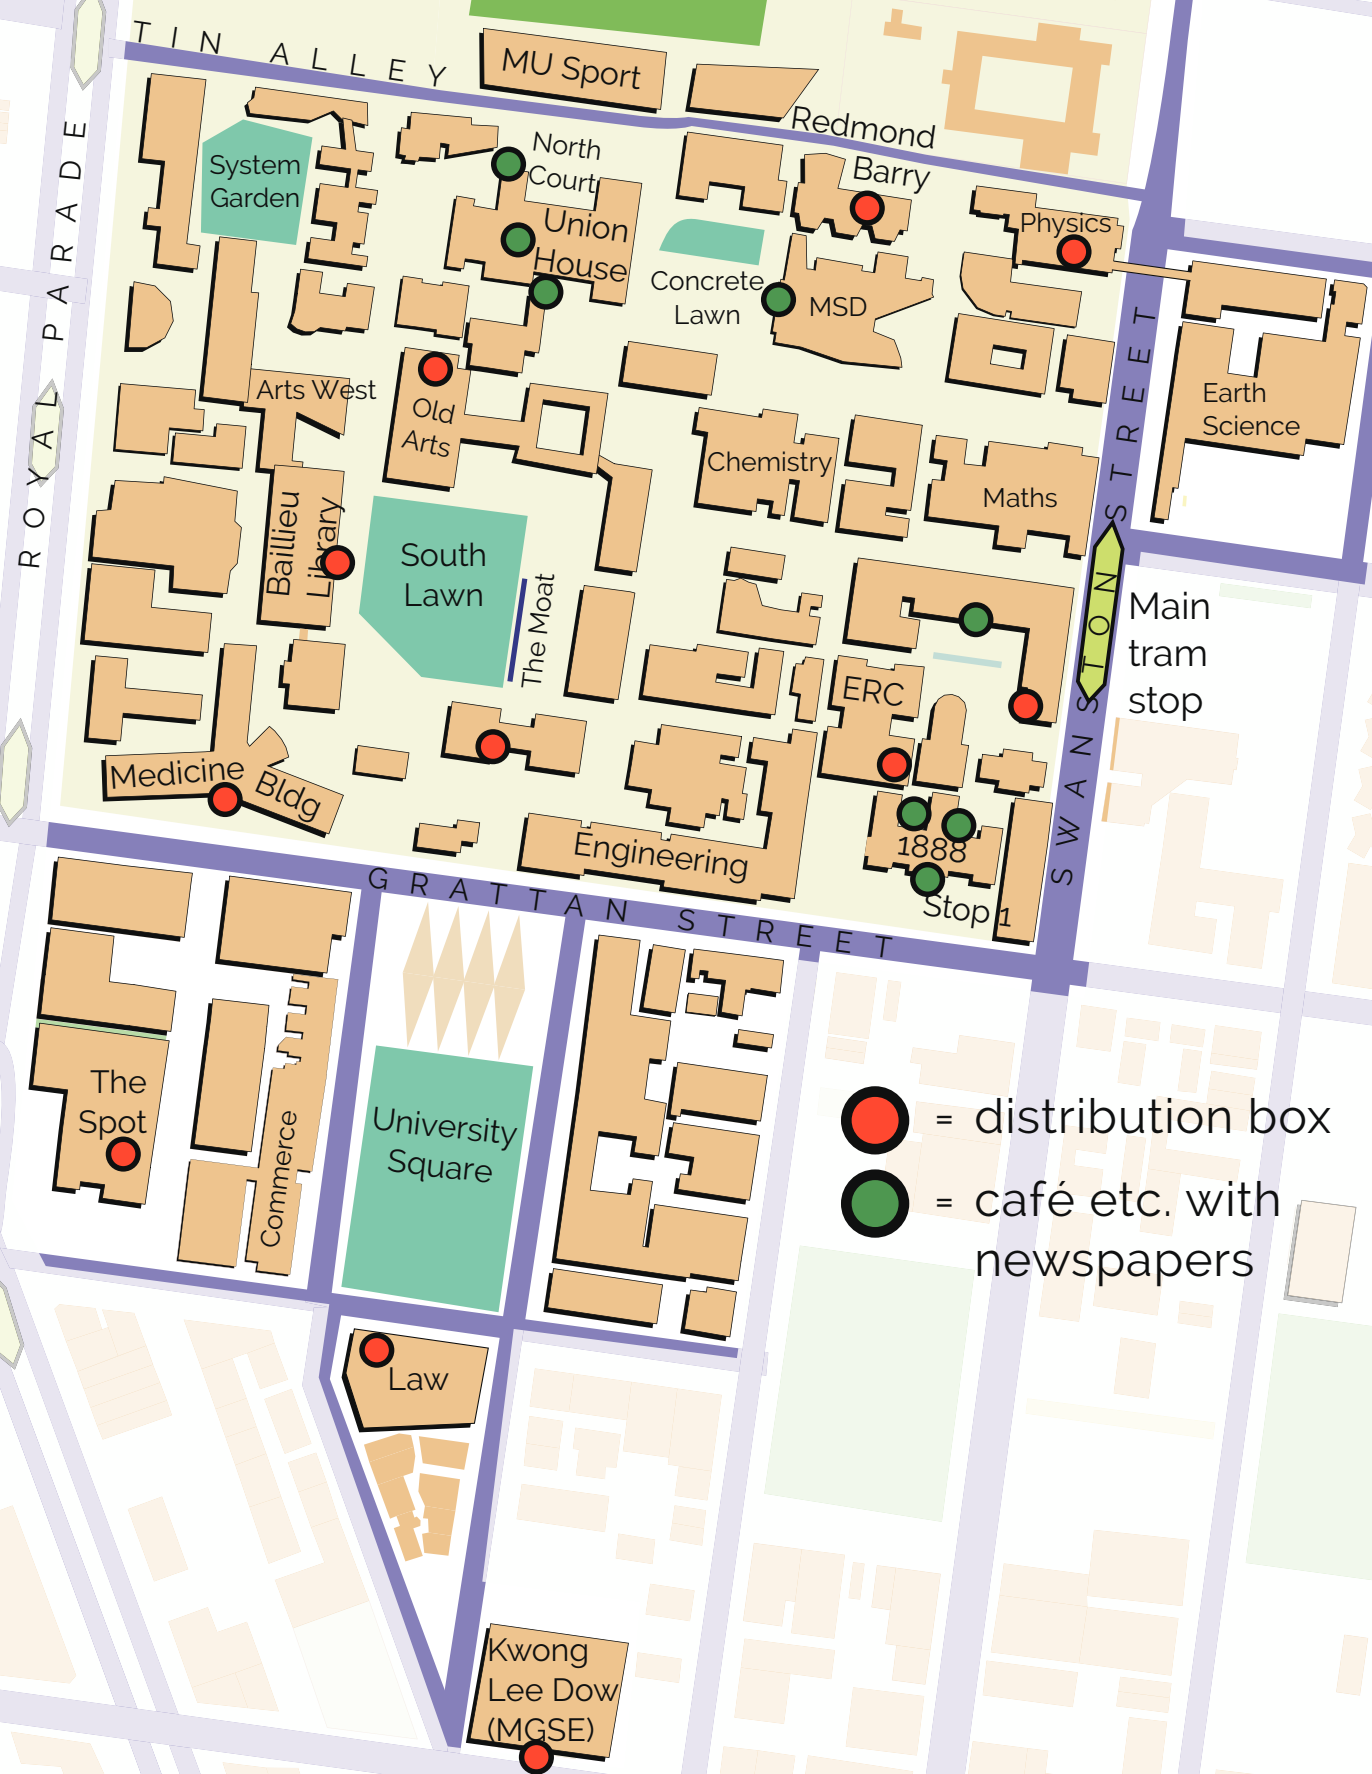 TIN ALLEY
MU Sport
Redmond
Barry
North
Court
System
Garden
Union
House
Physics
Concrete
Lawn
MSD
ROYAL PARADE
Arts West
Old
Arts
Earth
Science
Chemistry
Maths
Baillieu
Library
South
Lawn
The Moat
Main
tram
stop
SWANSTON STREET
ERC
Medicine Bldg
Engineering
1888
Stop 1
GRATTAN STREET
The
Spot
Commerce
University
Square
= distribution box
= café etc. with
newspapers
Law
Kwong
Lee Dow
(MGSE)